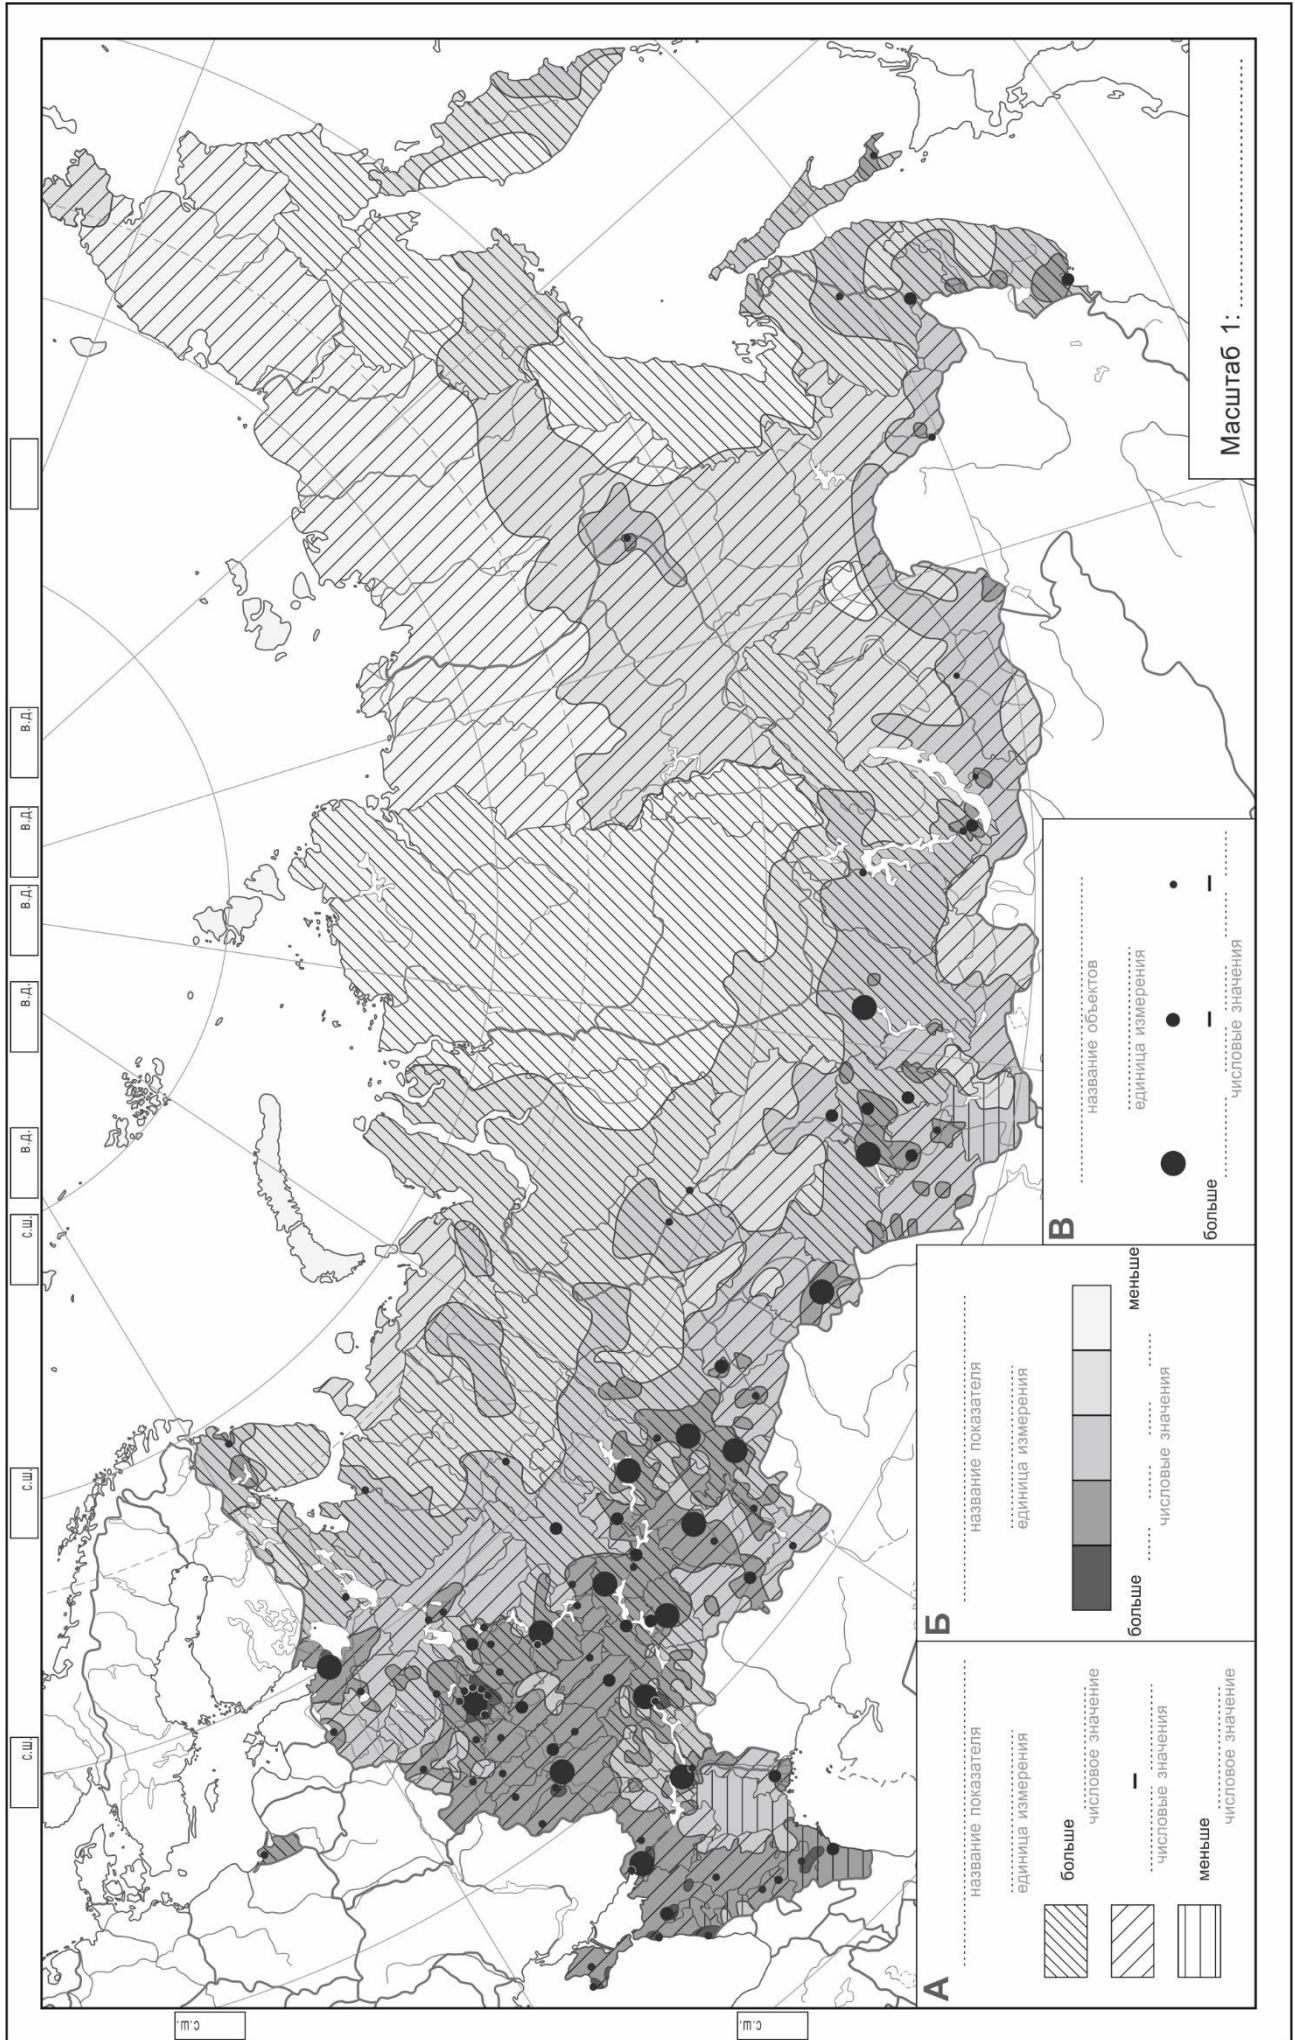 с.ш.
с.ш.
с.ш.
в.д.
в.д.
в.д.
в.д.
в.д.
с.ш.
с.ш.
А
название показателя
единица измерения
больше
числовое значение
–
числовые значения
меньше
числовое значение
Б
название показателя
единица измерения
больше
меньше
числовые значения
В
название объектов
единица измерения
больше – –
числовые значения
Масштаб 1: